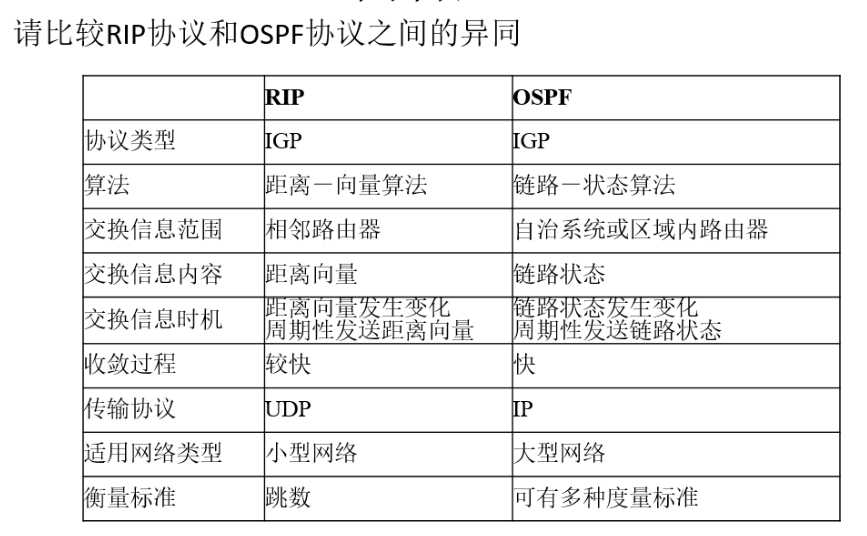 请比较RIP协议和OSPF协议之间的异同
RIP OSPF
协议类型 IGP IGP
算法 距离－向量算法 链路－状态算法
交换信息范围 相邻路由器 自治系统或区域内路由器
交换信息内容 距离向量 链路状态
交换信息时机 距离向量发生变化 链路状态发生变化
周期性发送距离向量 周期性发送链路状态
收敛过程 较快 快
传输协议 UDP IP
适用网络类型 小型网络 大型网络
衡量标准 跳数 可有多种度量标准